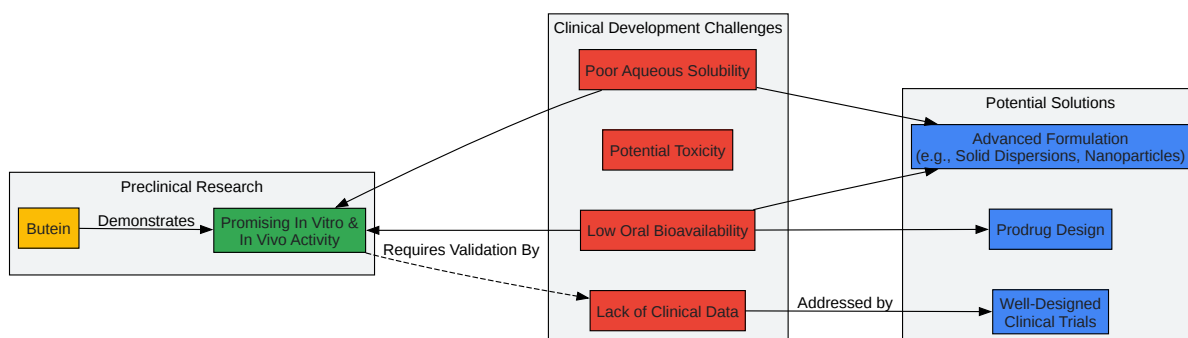 Clinical Development Challenges
Poor Aqueous Solubility
Potential Toxicity
Low Oral Bioavailability
Lack of Clinical Data
Preclinical Research
Butein
Demonstrates
Promising In Vitro &
In Vivo Activity
Requires Validation By
Addressed by
Potential Solutions
Advanced Formulation
(e.g., Solid Dispersions, Nanoparticles)
Prodrug Design
Well-Designed
Clinical Trials